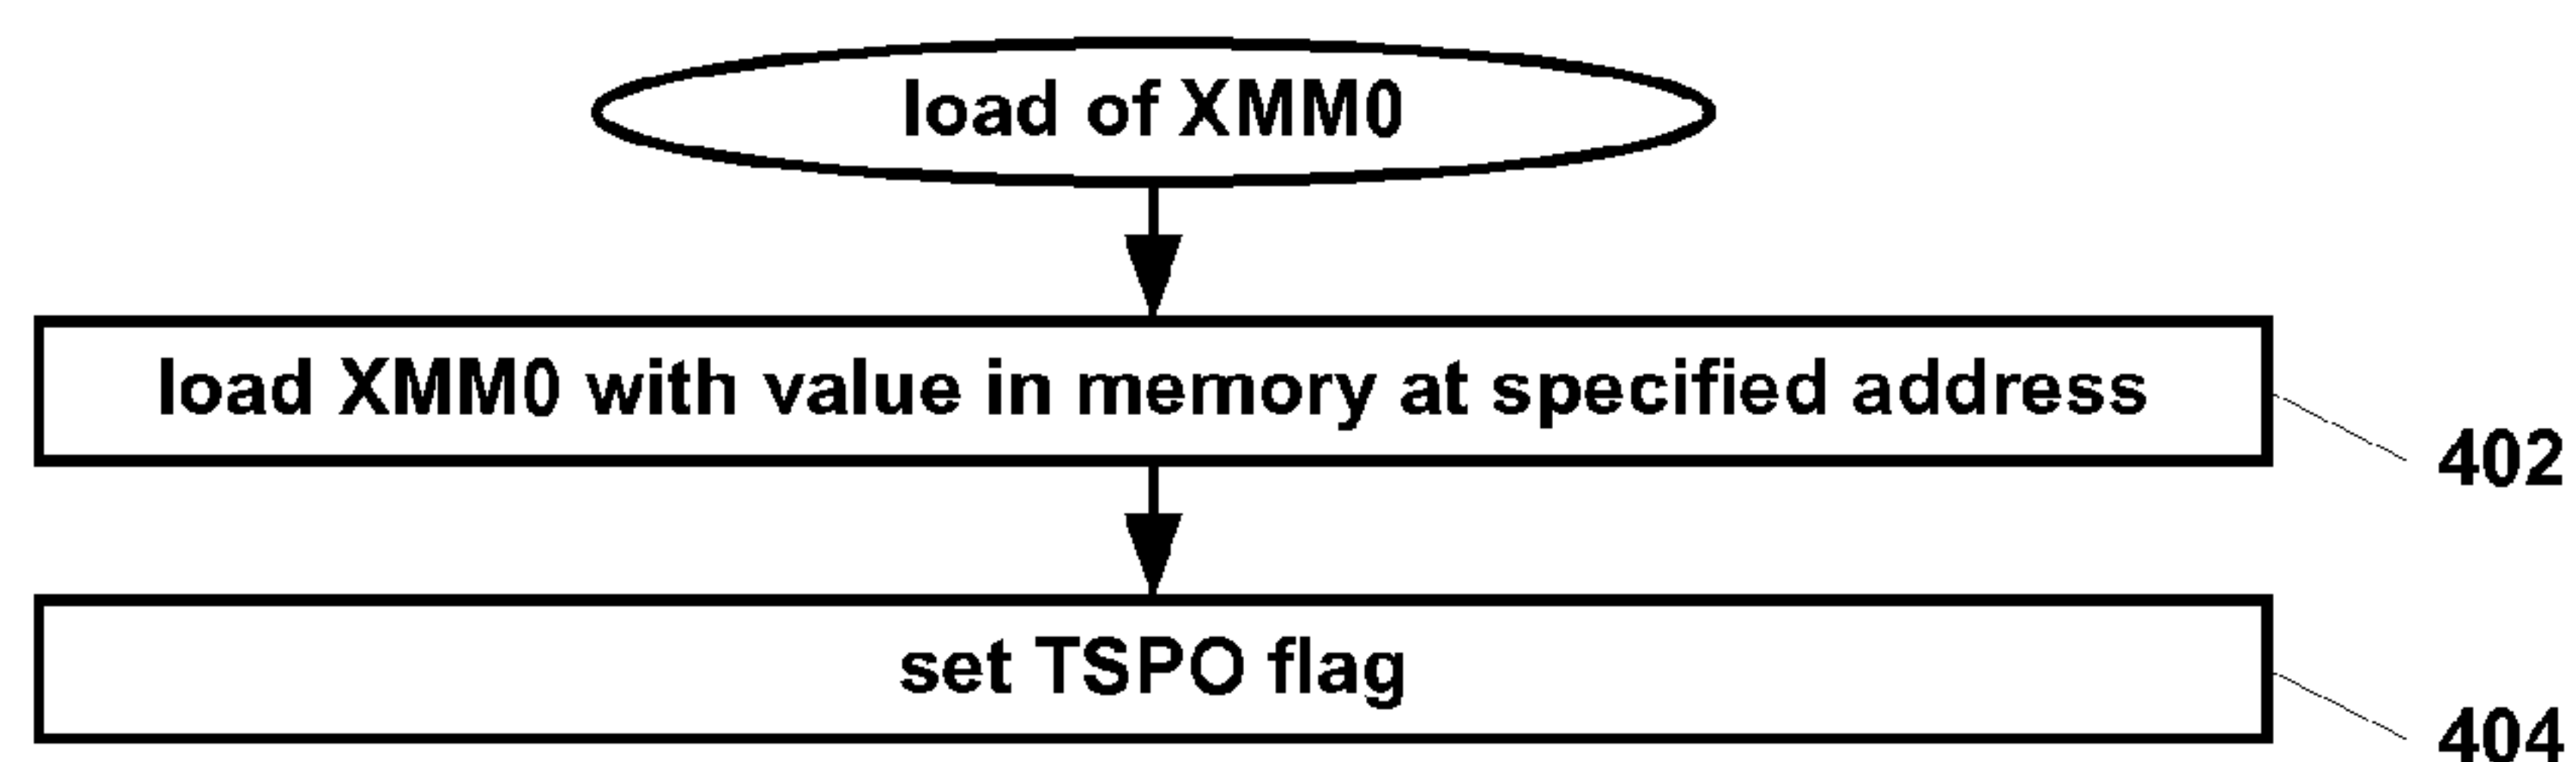 load of XMM0
load XMM0 with value in memory at specified address
402
set TSPO flag
404